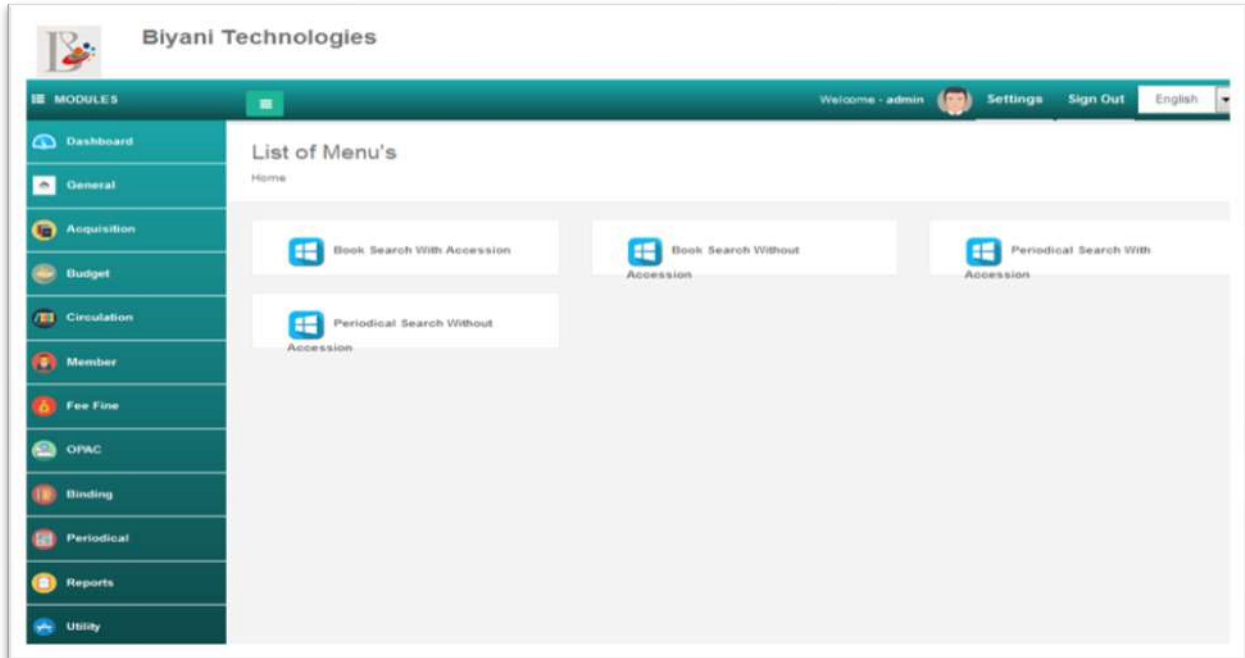 Biyani Technologies
MODULES
Welcome - admin
Settings
Sign Out
English
Dashboard
General
Acquisition
Budget
Circulation
Member
Fee Fine
OPAC
Binding
Periodical
Reports
Utility
List of Menu's
Home
Book Search With Accession
Book Search Without
Accession
Periodical Search With
Accession
Periodical Search Without
Accession